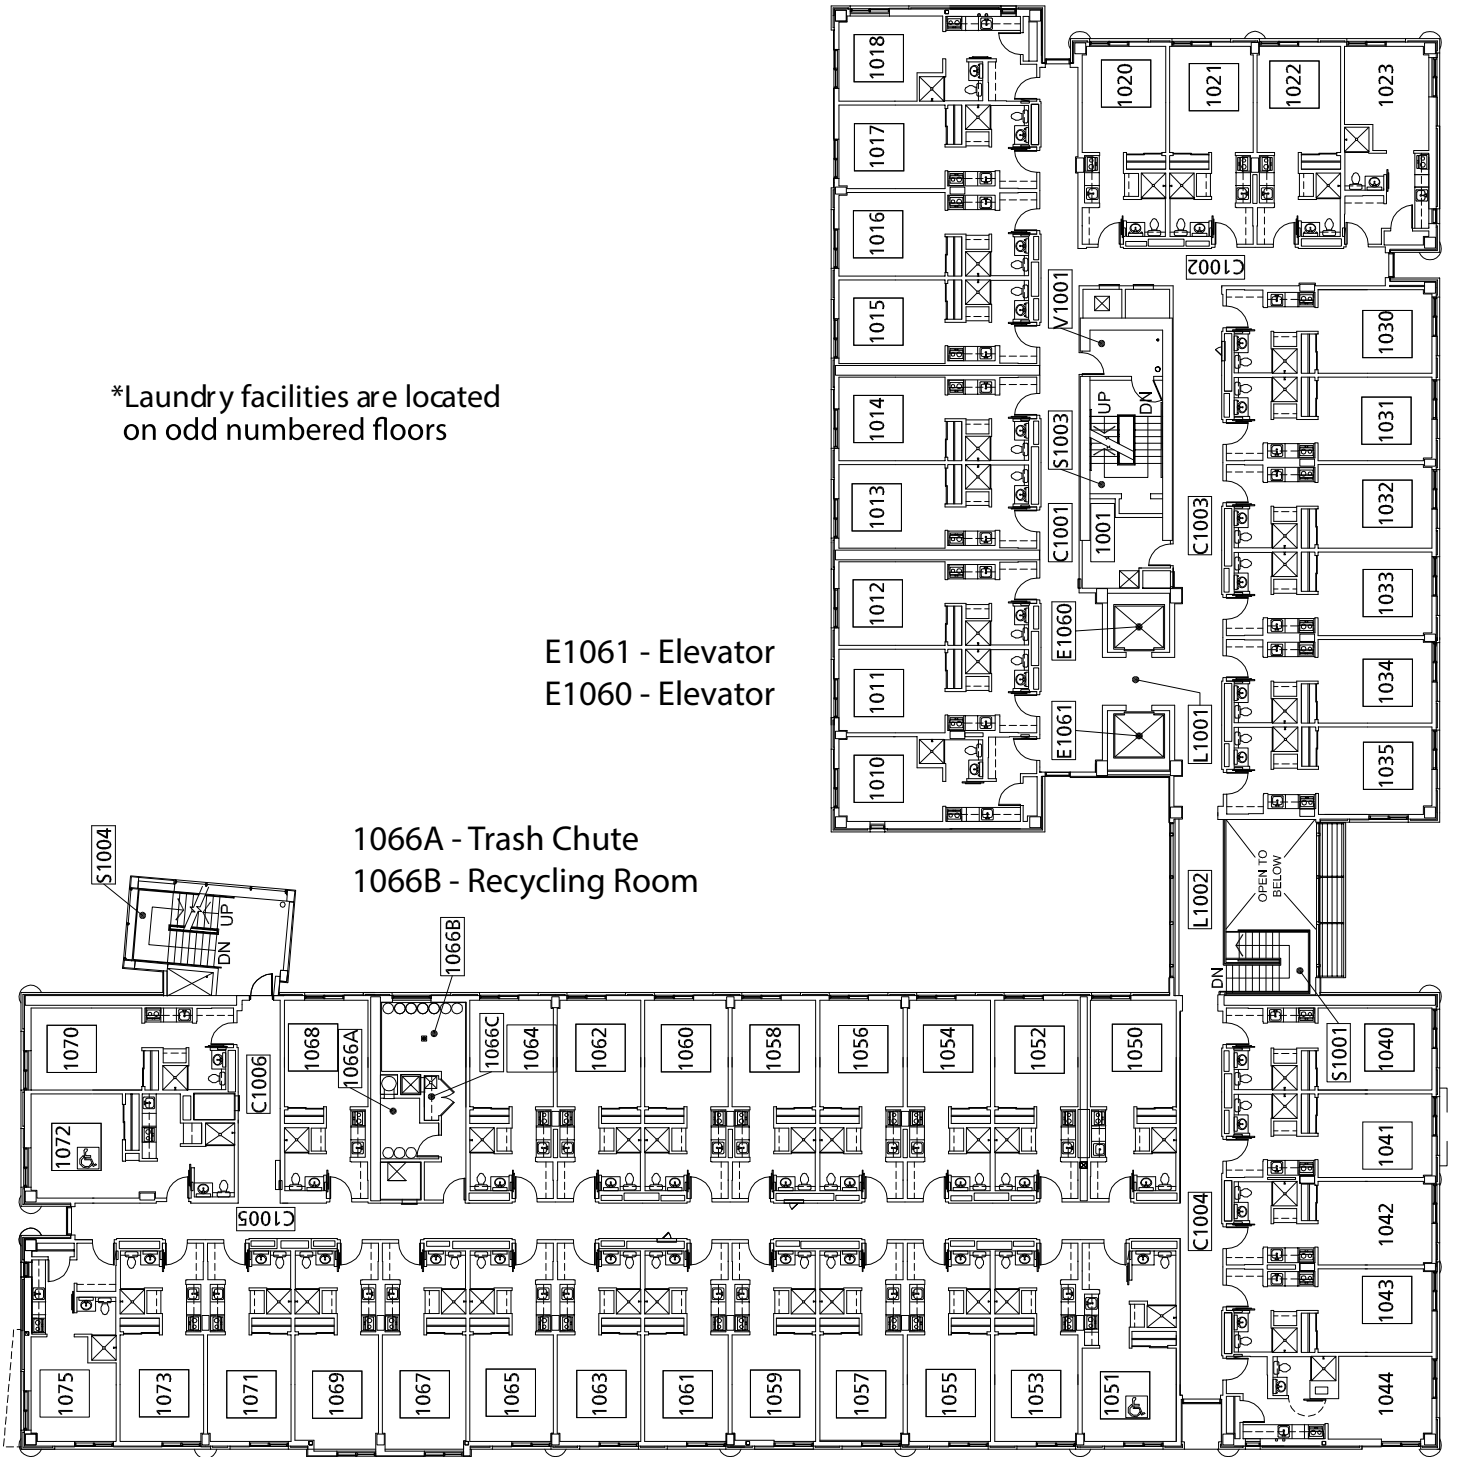 1018
1017
1016
1015
1014
1013
1012
1011
1010
1020
1021
1022
1023
C1002
V1001
S1003
UP
DN
C1001
1001
C1003
E1060
E1061
L1001
1030
1031
1032
1033
1034
1035
*Laundry facilities are located
on odd numbered floors
E1061 - Elevator
E1060 - Elevator
1066A - Trash Chute
1066B - Recycling Room
L1002
OPEN TO
BELOW
DN
S1001
S1004
UP
DN
1066B
1070
C1006
1068
1066A
1066C
1064
1062
1060
1058
1056
1054
1052
1050
1040
1072
1041
C1005
C1004
1042
1043
1044
1075
1073
1071
1069
1067
1065
1063
1061
1059
1057
1055
1053
1051